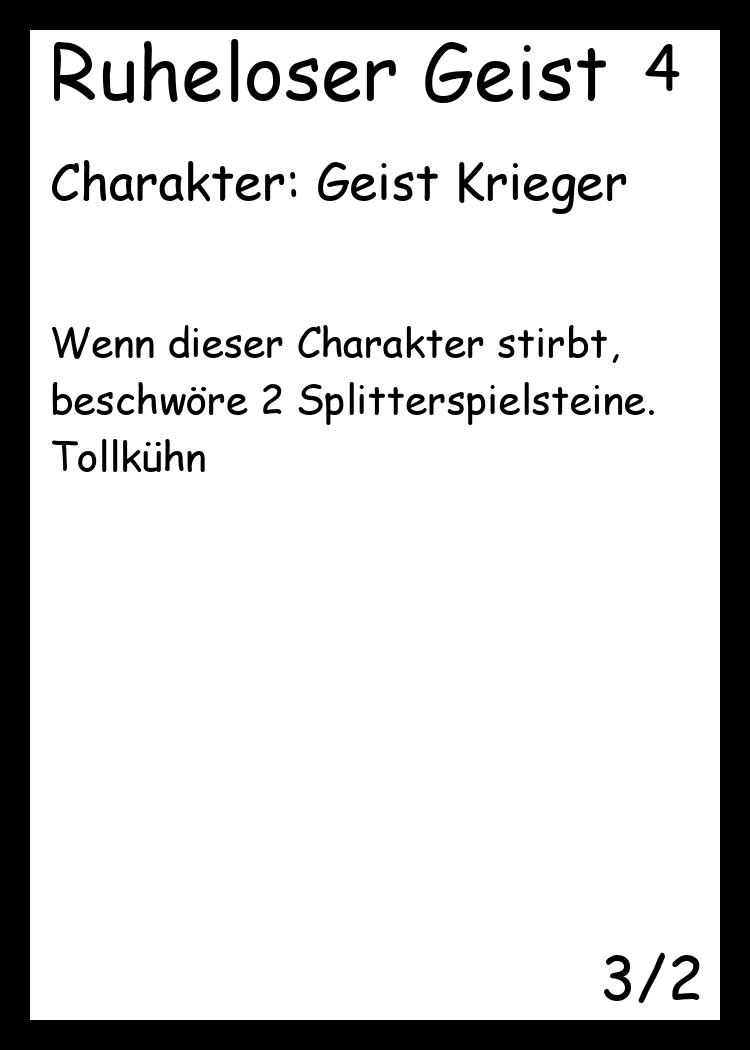 Ruheloser Geist 4
Charakter: Geist Krieger
Wenn dieser Charakter stirbt,
beschwöre 2 Splitterspielsteine.
Tollkühn
3/2